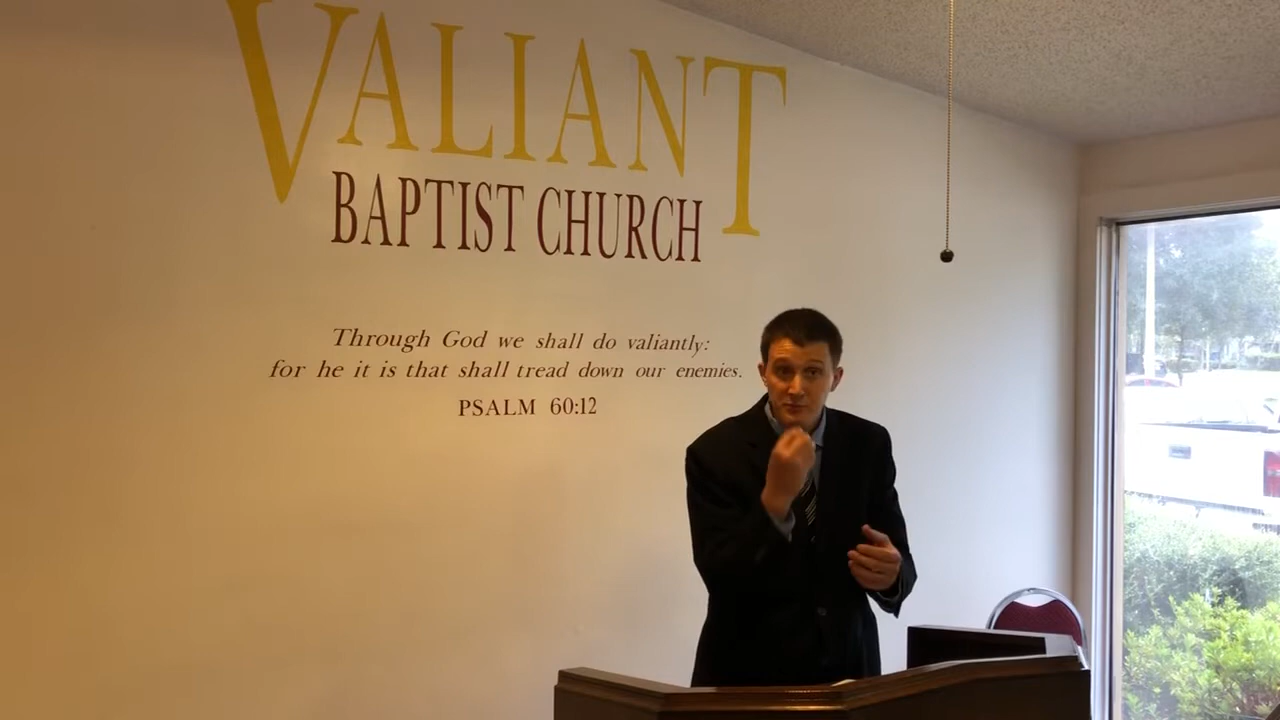 VALIANT
BAPTIST CHURCH
Through God we shall do valiantly:
for he it is that shall tread down our enemies.
PSALM 60:12